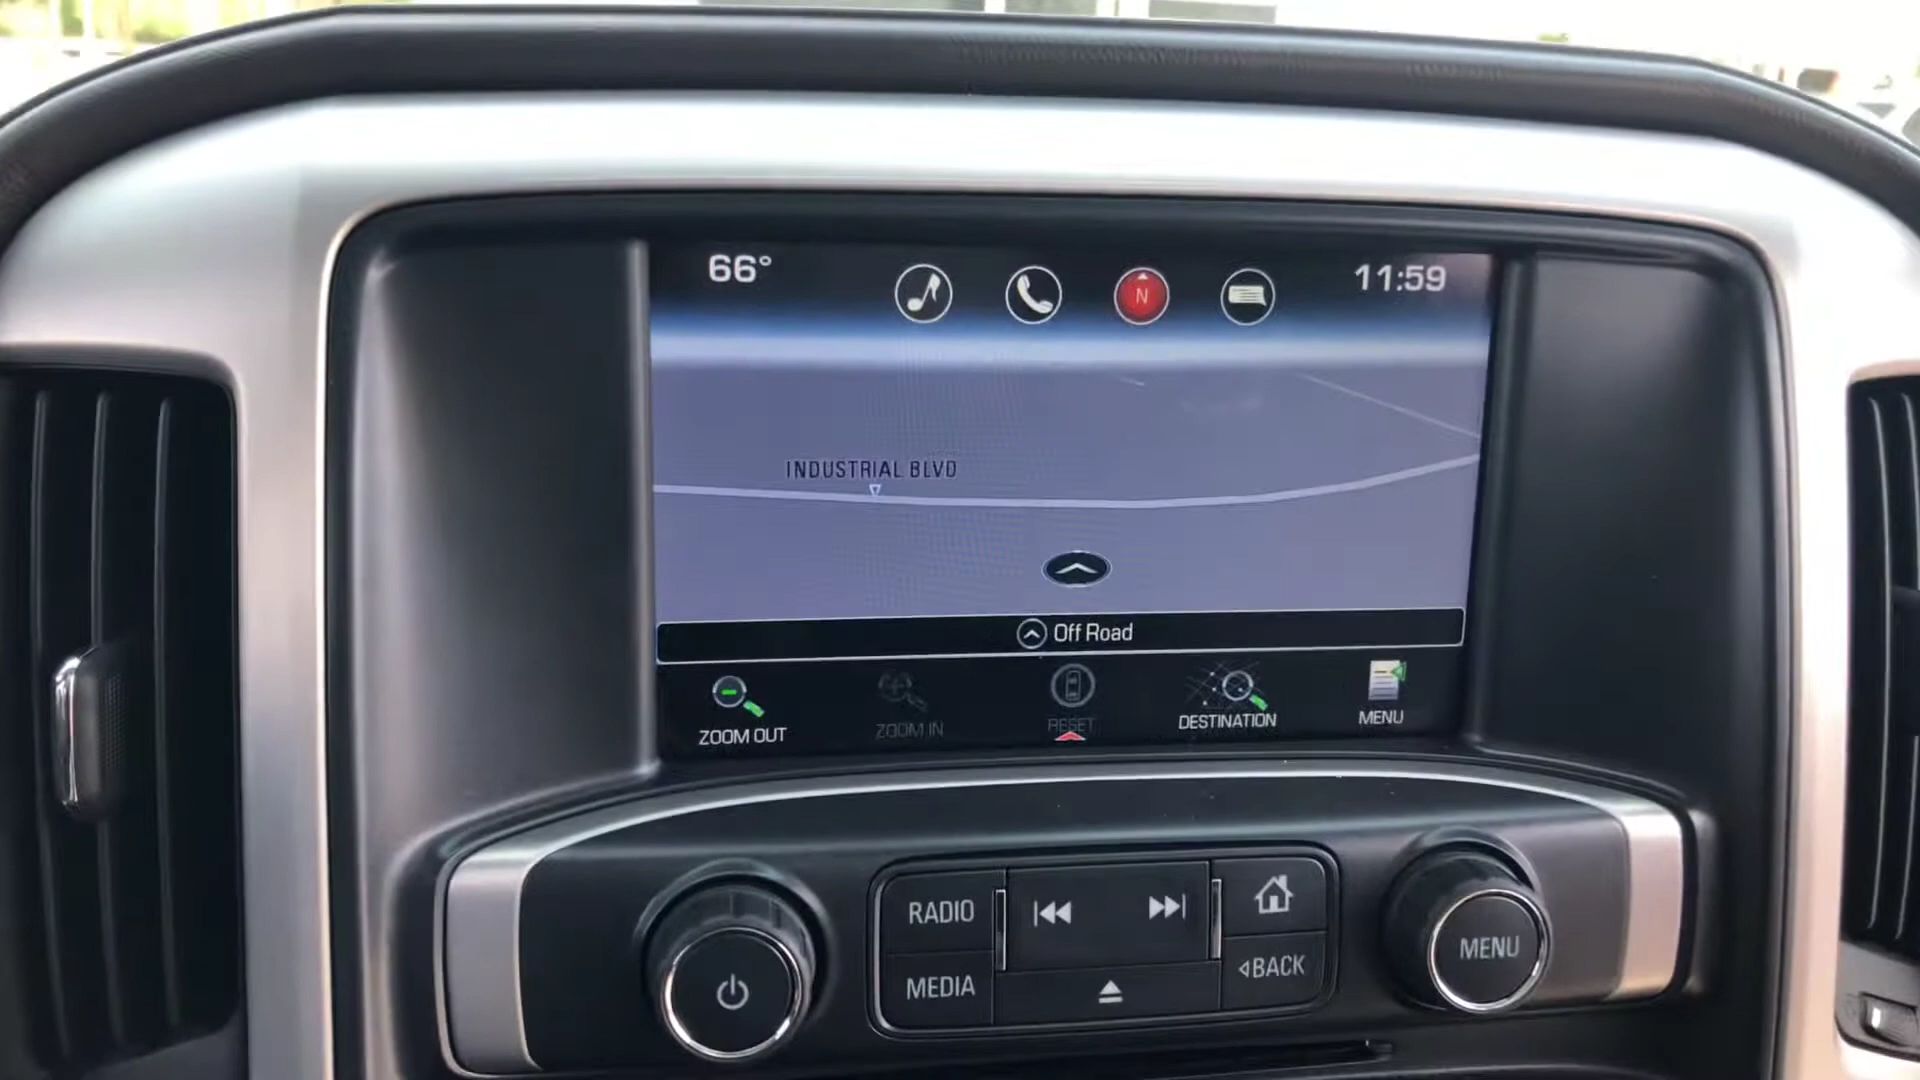 66°
N
11:59
INDUSTRIAL BLVD
Off Road
ZOOM OUT
ZOOM IN
RESET
DESTINATION
MENU
RADIO
MEDIA
BACK
MENU